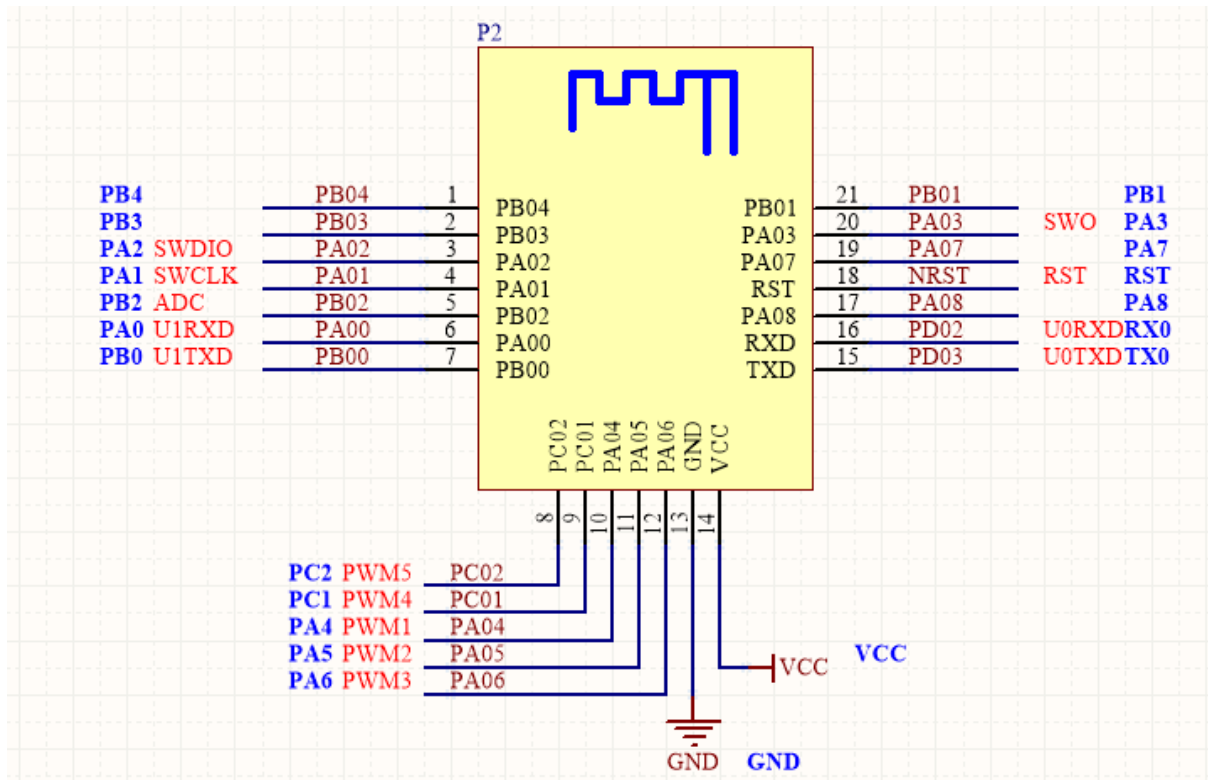 P2
PB4 PB04 1 PB04 PB01 21 PB01 PB1
PB3 PB03 2 PB03 PA03 20 PA03 SWO PA3
PA2 SWDIO PA02 3 PA02 PA07 19 PA07 PA7
PA1 SWCLK PA01 4 PA01 RST 18 NRST RST RST
PB2 ADC PB02 5 PB02 PA08 17 PA08 PA8
PA0 U1RXD PA00 6 PA00 RXD 16 PD02 U0RXD RX0
PB0 U1TXD PB00 7 PB00 TXD 15 PD03 U0TXD TX0
PC02 PC01 PA04 PA05 PA06 GND VCC
8 9 10 11 12 13 14
PC2 PWM5 PC02
PC1 PWM4 PC01
PA4 PWM1 PA04
PA5 PWM2 PA05 VCC VCC
PA6 PWM3 PA06
GND GND